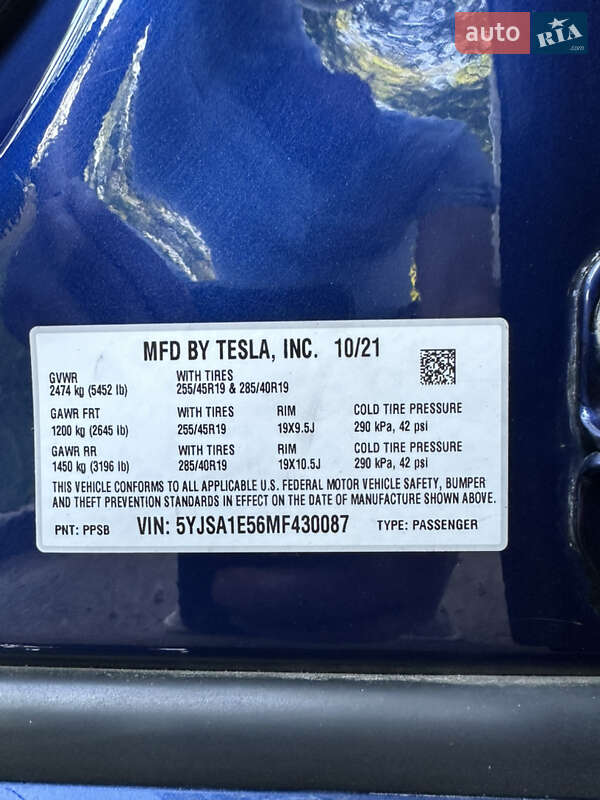 auto RIA.com
MFD BY TESLA, INC. 10/21
GVWR WITH TIRES
2474 kg (5452 lb) 255/45R19 & 285/40R19
GAWR FRT WITH TIRES RIM COLD TIRE PRESSURE
1200 kg (2645 lb) 255/45R19 19X9.5J 290 kPa, 42 psi
GAWR RR WITH TIRES RIM COLD TIRE PRESSURE
1450 kg (3196 lb) 285/40R19 19X10.5J 290 kPa, 42 psi
THIS VEHICLE CONFORMS TO ALL APPLICABLE U.S. FEDERAL MOTOR VEHICLE SAFETY, BUMPER
AND THEFT PREVENTION STANDARDS IN EFFECT ON THE DATE OF MANUFACTURE SHOWN ABOVE.
PNT: PPSB VIN: 5YJSA1E56MF430087 TYPE: PASSENGER